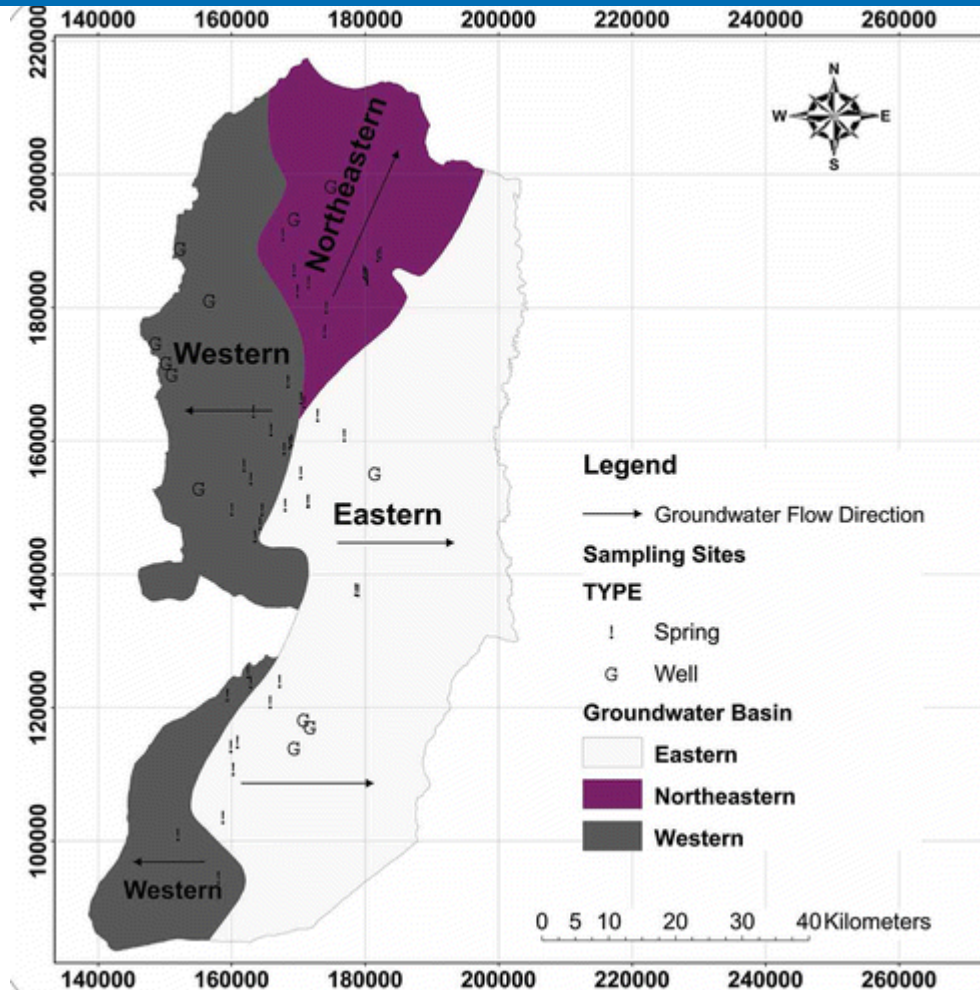 140000 160000 180000 200000 220000 240000 260000
220000
200000
180000
160000
140000
120000
100000
N
W E
S
Northeastern
Western
Eastern
Western
G
G
G
G
G
G
G
G
G
G
G
G
Legend
Groundwater Flow Direction
Sampling Sites
TYPE
! Spring
G Well
Groundwater Basin
Eastern
Northeastern
Western
0 5 10 20 30 40 Kilometers
140000 160000 180000 200000 220000 240000 260000